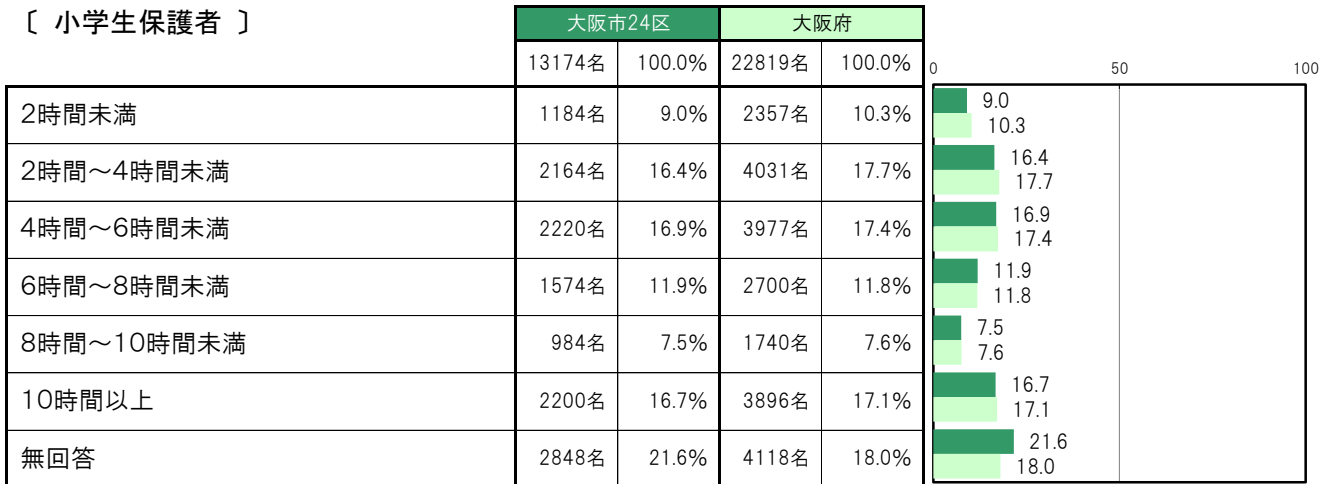 〔 小学生保護者 〕
大阪市24区 大阪府
13174名 100.0% 22819名 100.0%
0 50 100
2時間未満 1184名 9.0% 2357名 10.3%
9.0
10.3
2時間～4時間未満 2164名 16.4% 4031名 17.7%
16.4
17.7
4時間～6時間未満 2220名 16.9% 3977名 17.4%
16.9
17.4
6時間～8時間未満 1574名 11.9% 2700名 11.8%
11.9
11.8
8時間～10時間未満 984名 7.5% 1740名 7.6%
7.5
7.6
10時間以上 2200名 16.7% 3896名 17.1%
16.7
17.1
無回答 2848名 21.6% 4118名 18.0%
21.6
18.0